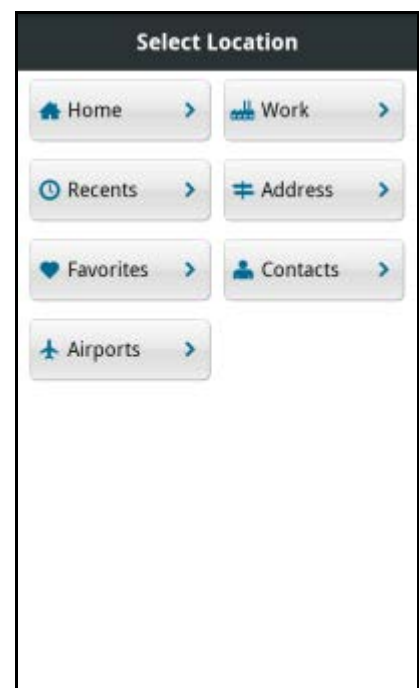 Select Location
Home
Work
Recents
Address
Favorites
Contacts
Airports